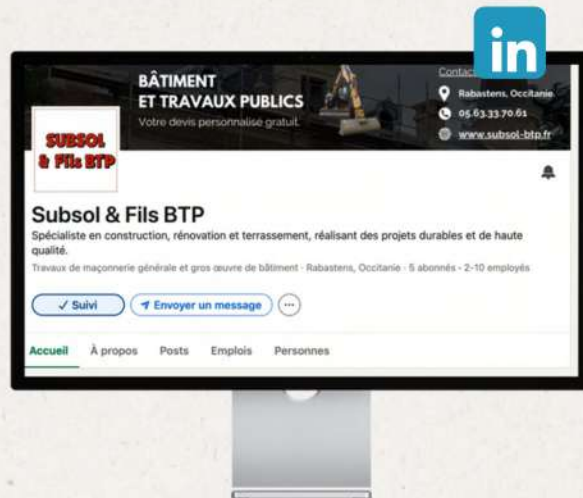 in
BÂTIMENT
ET TRAVAUX PUBLICS
Votre devis personnalisé gratuit.
Contac
Rabastens, Occitanie
05.63.33.70.61
www.subsol-btp.fr
SUBSOL
& Fils BTP
Subsol & Fils BTP
Spécialiste en construction, rénovation et terrassement, réalisant des projets durables et de haute
qualité.
Travaux de maçonnerie générale et gros œuvre de bâtiment · Rabastens, Occitanie · 5 abonnés · 2-10 employés
✓ Suivi
Envoyer un message
Accueil À propos Posts Emplois Personnes